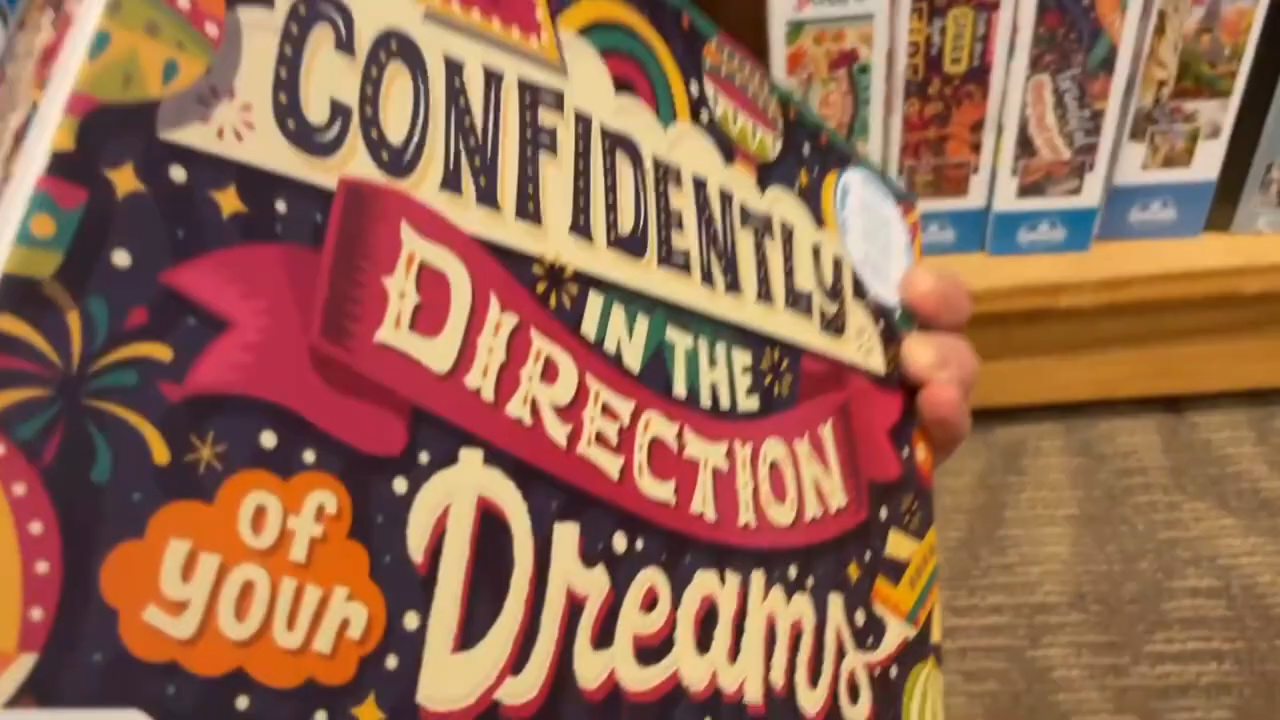 CONFIDENTLY
IN THE
DIRECTION
of
your
Dreams